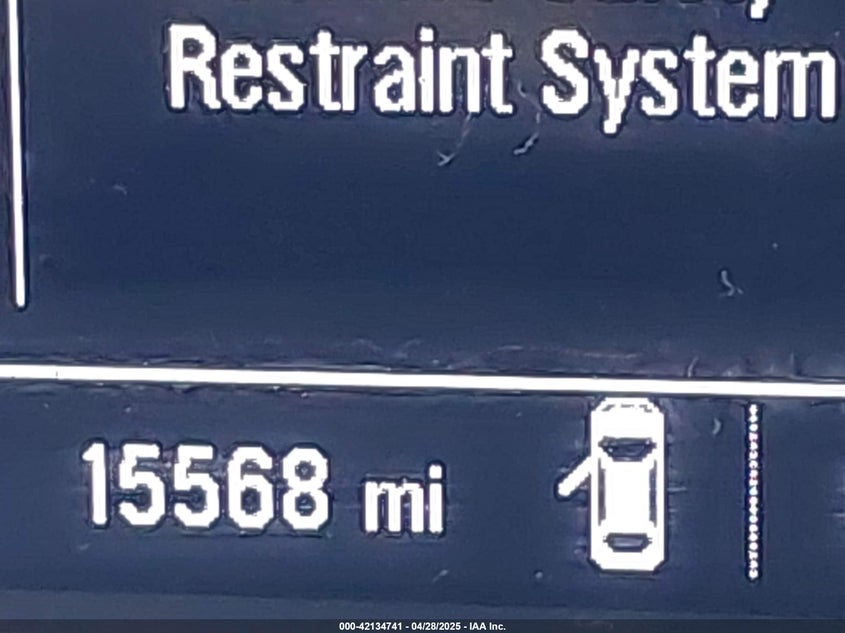 Restraint System
15568 mi
000-42134741 - 04/28/2025 - IAA Inc.